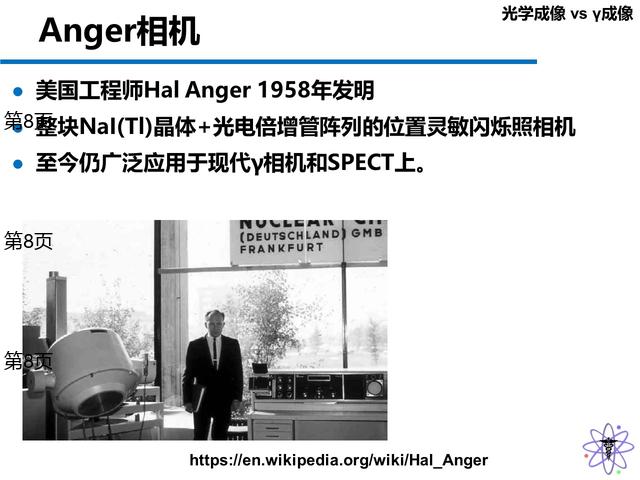 光学成像 vs γ成像
Anger相机
美国工程师Hal Anger 1958年发明
第8页
整块NaI(Tl)晶体+光电倍增管阵列的位置灵敏闪烁照相机
至今仍广泛应用于现代γ相机和SPECT上。
第8页
NUCLEAR CH
(DEUTSCHLAND) GMB
FRANKFURT
第8页
https://en.wikipedia.org/wiki/Hal_Anger